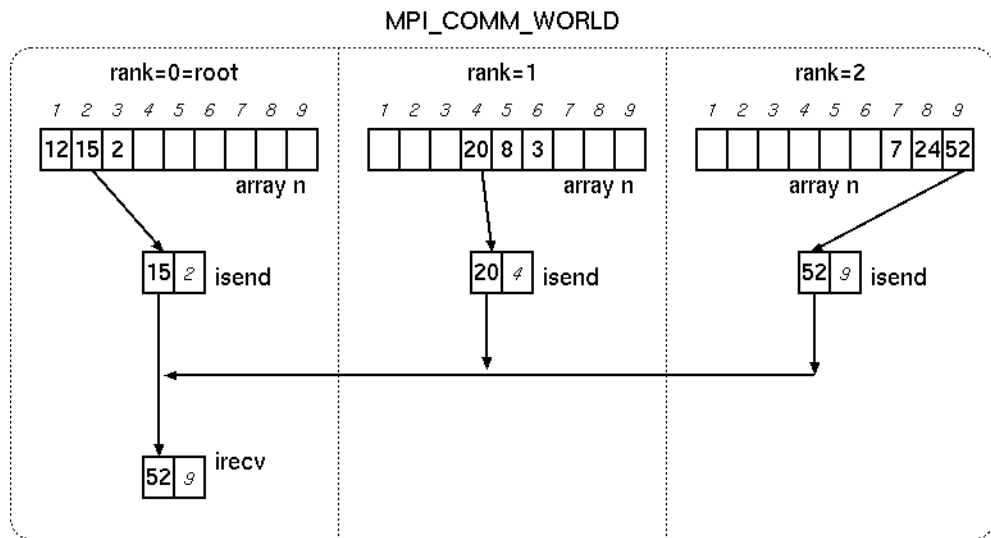 MPI_COMM_WORLD
rank=0=root rank=1 rank=2
1 2 3 4 5 6 7 8 9 1 2 3 4 5 6 7 8 9 1 2 3 4 5 6 7 8 9
12 15 2 20 8 3 7 24 52
array n array n array n
15 2 isend 20 4 isend 52 9 isend
52 9 irecv